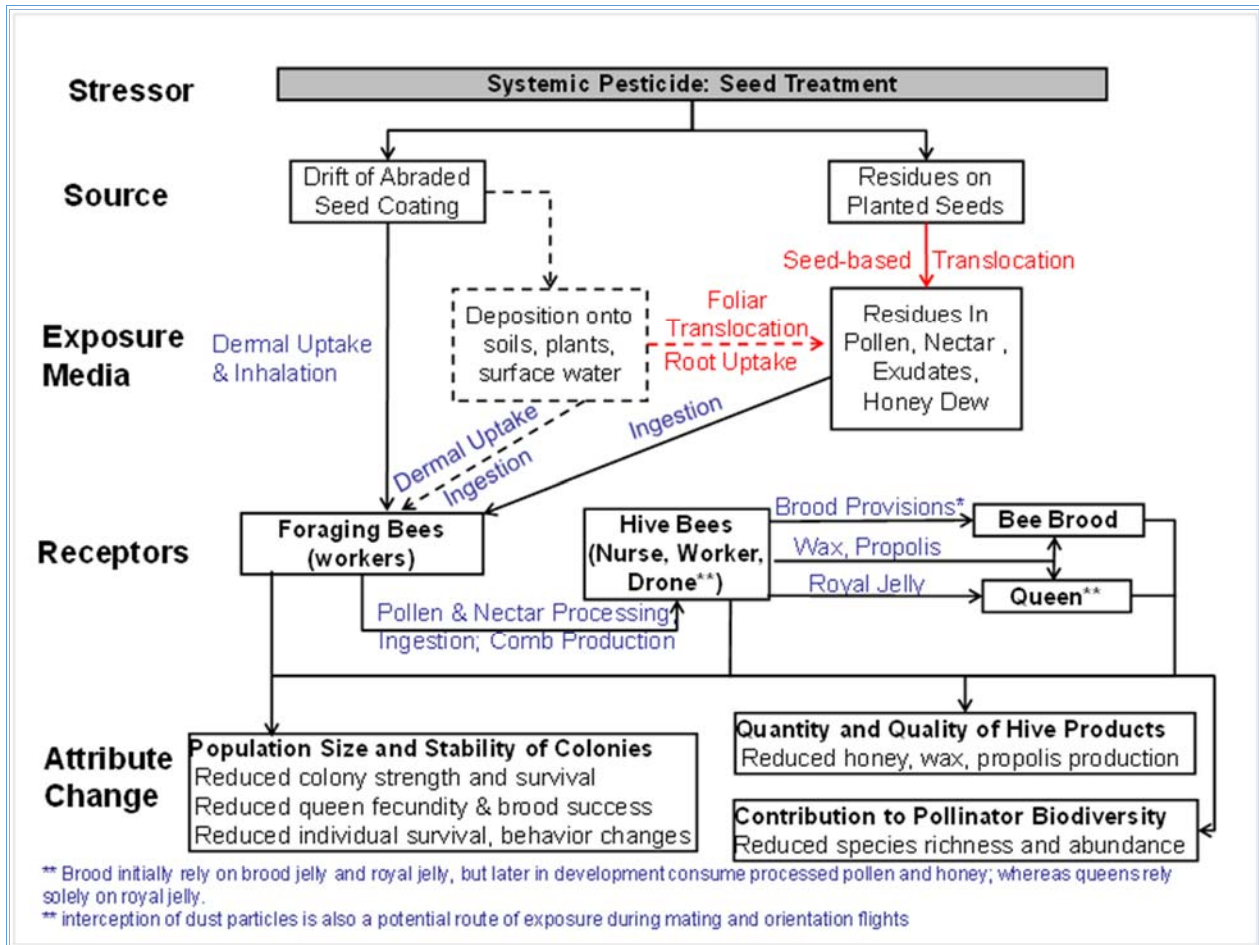 Stressor
Systemic Pesticide: Seed Treatment
Source
Drift of Abraded
Seed Coating
Residues on
Planted Seeds
Seed-based Translocation
Exposure
Media
Dermal Uptake
& Inhalation
Deposition onto
soils, plants,
surface water
Foliar
Translocation
Root Uptake
Residues In
Pollen, Nectar ,
Exudates,
Honey Dew
Dermal Uptake
Ingestion
Ingestion
Receptors
Foraging Bees
(workers)
Hive Bees
(Nurse, Worker,
Drone**)
Brood Provisions*
Wax, Propolis
Royal Jelly
Bee Brood
Queen**
Pollen & Nectar Processing;
Ingestion; Comb Production
Attribute
Change
Population Size and Stability of Colonies
Reduced colony strength and survival
Reduced queen fecundity & brood success
Reduced individual survival, behavior changes
Quantity and Quality of Hive Products
Reduced honey, wax, propolis production
Contribution to Pollinator Biodiversity
Reduced species richness and abundance
** Brood initially rely on brood jelly and royal jelly, but later in development consume processed pollen and honey; whereas queens rely
solely on royal jelly.
** interception of dust particles is also a potential route of exposure during mating and orientation flights